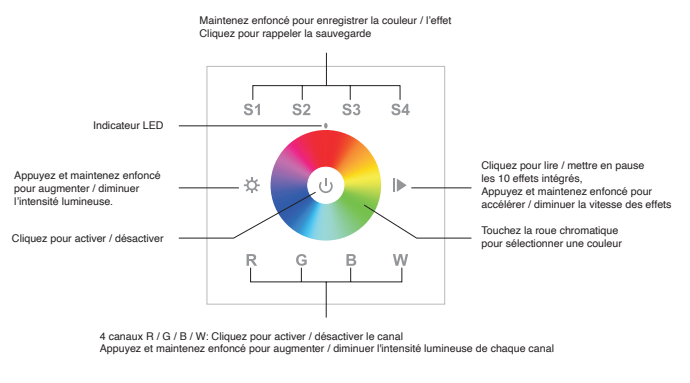 Maintenez enfoncé pour enregistrer la couleur / l'effet
Cliquez pour rappeler la sauvegarde
S1 S2 S3 S4
Indicateur LED
Appuyez et maintenez enfoncé
pour augmenter / diminuer
l'intensité lumineuse.
Cliquez pour lire / mettre en pause
les 10 effets intégrés,
Appuyez et maintenez enfoncé pour
accélérer / diminuer la vitesse des effets
Cliquez pour activer / désactiver
Touchez la roue chromatique
pour sélectionner une couleur
R G B W
4 canaux R / G / B / W: Cliquez pour activer / désactiver le canal
Appuyez et maintenez enfoncé pour augmenter / diminuer l'intensité lumineuse de chaque canal